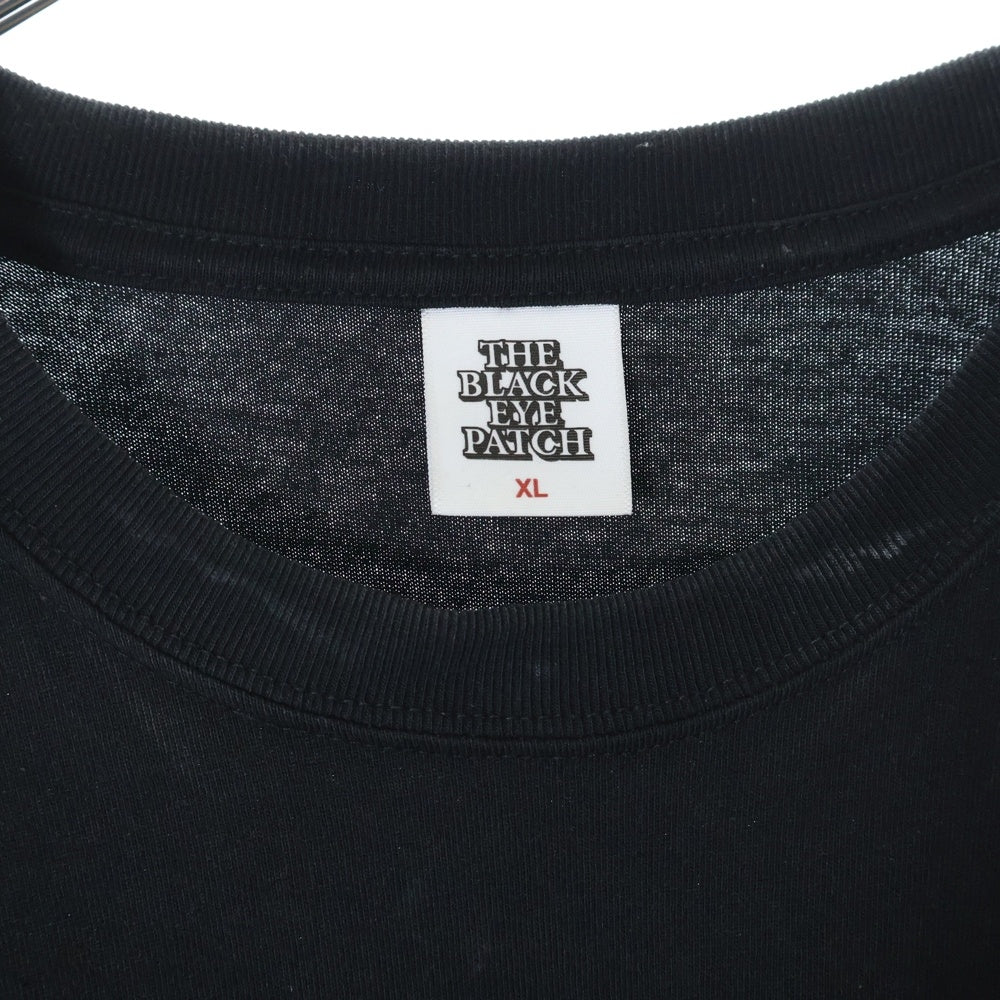 THE
BLACK
EYE
PATCH
XL